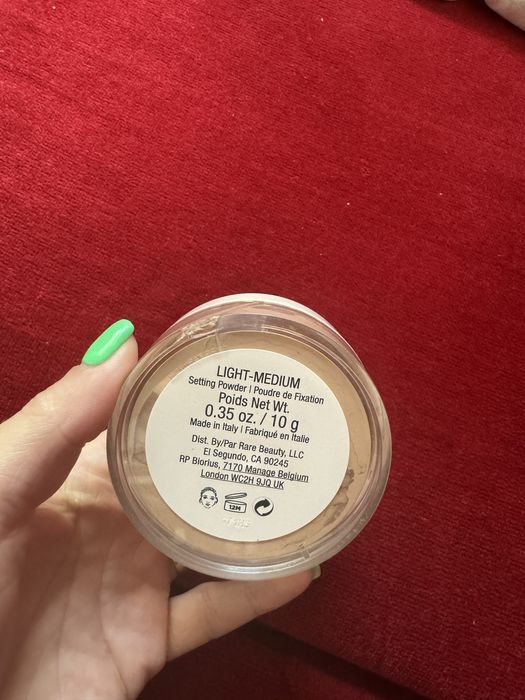 LIGHT-MEDIUM
Setting Powder | Poudre de Fixation
Poids Net Wt.
0.35 oz. / 10 g
Made in Italy | Fabriqué en Italie
Dist. By/Par Rare Beauty, LLC
El Segundo, CA 90245
RP Biorius, 7170 Manage Belgium
London WC2H 9JQ UK
12M